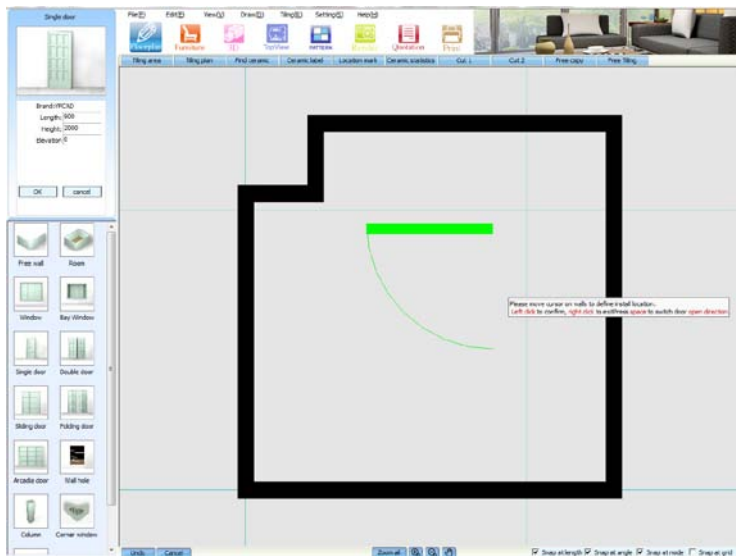 Single door
Brand:YFCAD
Length: 900
Height: 2000
Elevator: 0
OK cancel
Free wall Room
Window Bay Window
Single door Double door
Sliding door Folding door
Arcadia door Wall hole
Column Corner window
File(F) Edit(E) View(V) Draw(D) Tiling(L) Setting(S) Help(H)
Floorplan Furniture 3D TopView PATTERN Render Quotation Print
Tiling area Tiling plan Find ceramic Ceramic label Location mark Ceramic statistics Cut 1 Cut 2 Free copy Free Tiling
Please move cursor on walls to define install location.
Left click to confirm, right click to exitPress space to switch door open direction
Undo Cancel Zoom all Snap at length Snap at angle Snap at node Snap at grid